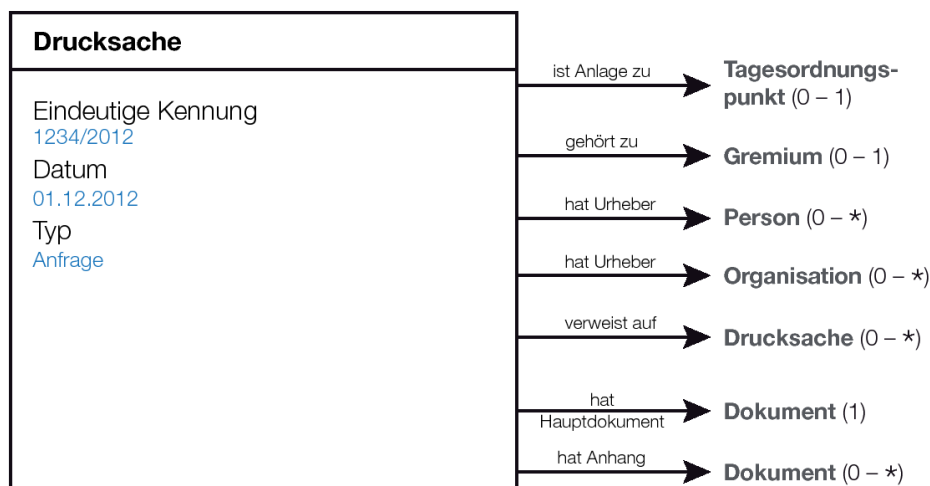 Drucksache
Eindeutige Kennung
1234/2012
Datum
01.12.2012
Typ
Anfrage
ist Anlage zu
Tagesordnungs-
punkt (0 – 1)
gehört zu
Gremium (0 – 1)
hat Urheber
Person (0 – *)
hat Urheber
Organisation (0 – *)
verweist auf
Drucksache (0 – *)
hat
Hauptdokument
Dokument (1)
hat Anhang
Dokument (0 – *)